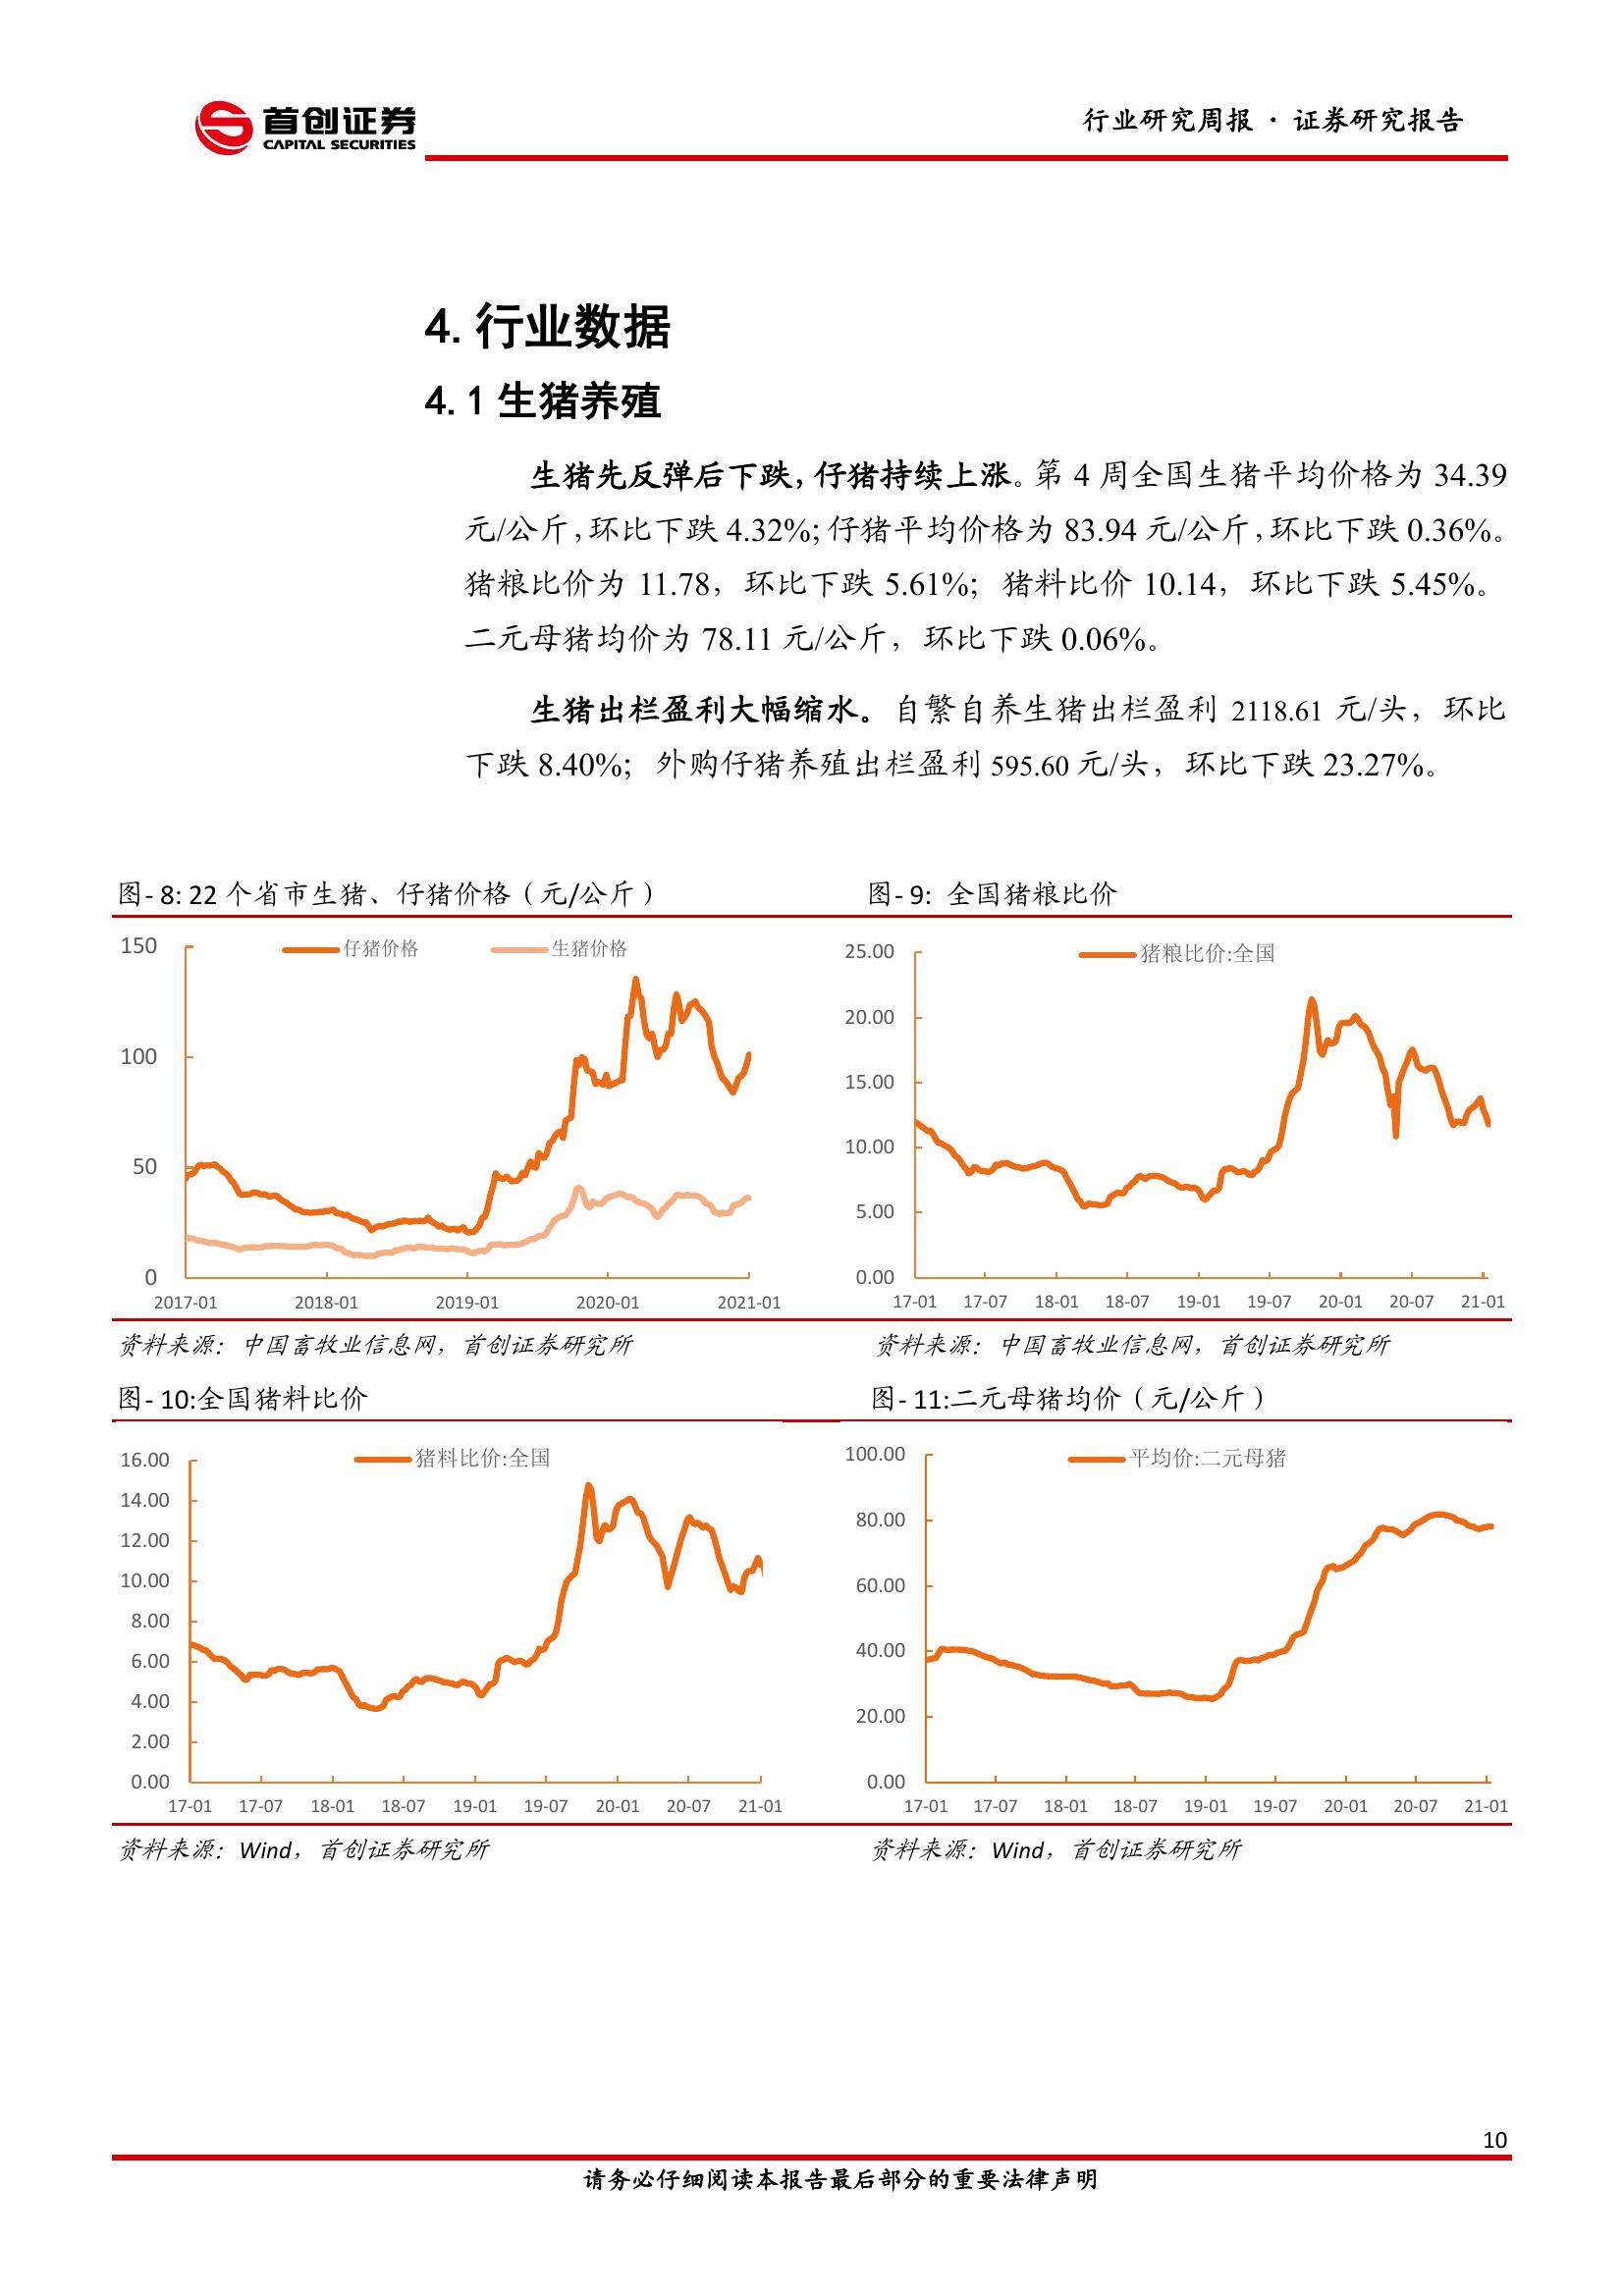 首创证券
CAPITAL SECURITIES
行业研究周报 · 证券研究报告
4. 行业数据
4.1 生猪养殖
生猪先反弹后下跌，仔猪持续上涨。第 4 周全国生猪平均价格为 34.39
元/公斤，环比下跌 4.32%；仔猪平均价格为 83.94 元/公斤，环比下跌 0.36%。
猪粮比价为 11.78，环比下跌 5.61%；猪料比价 10.14，环比下跌 5.45%。
二元母猪均价为 78.11 元/公斤，环比下跌 0.06%。
生猪出栏盈利大幅缩水。自繁自养生猪出栏盈利 2118.61 元/头，环比
下跌 8.40%；外购仔猪养殖出栏盈利 595.60 元/头，环比下跌 23.27%。
图- 8: 22 个省市生猪、仔猪价格（元/公斤）
仔猪价格 生猪价格
150
100
50
0
2017-01 2018-01 2019-01 2020-01 2021-01
资料来源：中国畜牧业信息网，首创证券研究所
图- 9: 全国猪粮比价
猪粮比价:全国
25.00
20.00
15.00
10.00
5.00
0.00
17-01 17-07 18-01 18-07 19-01 19-07 20-01 20-07 21-01
资料来源：中国畜牧业信息网，首创证券研究所
图- 10:全国猪料比价
猪料比价:全国
16.00
14.00
12.00
10.00
8.00
6.00
4.00
2.00
0.00
17-01 17-07 18-01 18-07 19-01 19-07 20-01 20-07 21-01
资料来源：Wind，首创证券研究所
图- 11:二元母猪均价（元/公斤）
平均价:二元母猪
100.00
80.00
60.00
40.00
20.00
0.00
17-01 17-07 18-01 18-07 19-01 19-07 20-01 20-07 21-01
资料来源：Wind，首创证券研究所
10
请务必仔细阅读本报告最后部分的重要法律声明